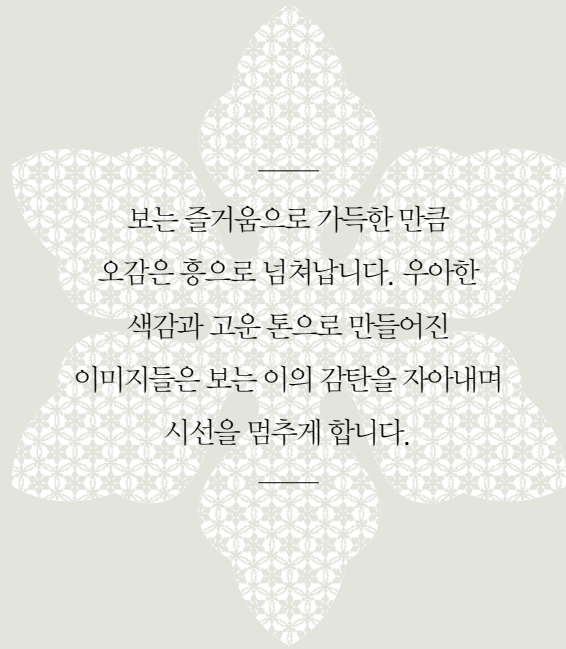 보는 즐거움으로 가득한 만큼
오감은 흥으로 넘쳐납니다. 우아한
색감과 고운 톤으로 만들어진
이미지들은 보는 이의 감탄을 자아내며
시선을 멈추게 합니다.